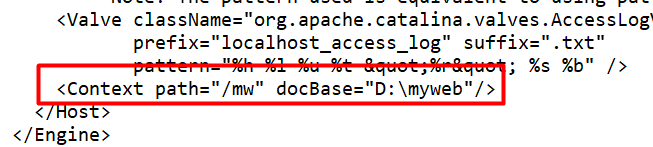 Note: The pattern used is equivalent to using pat
<Valve className="org.apache.catalina.valves.AccessLogV
prefix="localhost_access_log" suffix=".txt"
pattern="%h %l %u %t &quot;%r&quot; %s %b" />
<Context path="/mw" docBase="D:\myweb"/>
</Host>
</Engine>